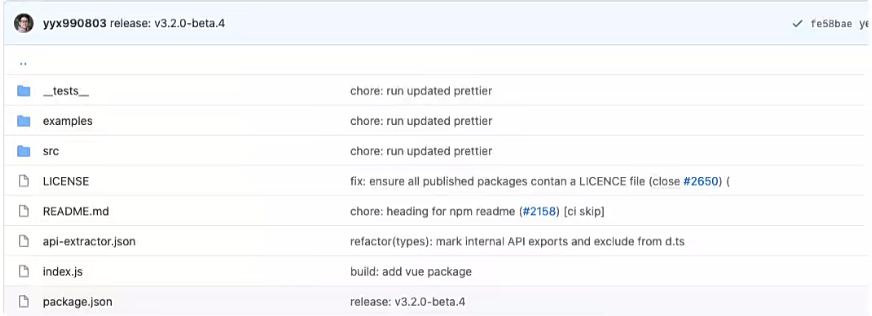 yyx990803 release: v3.2.0-beta.4 fe58bae
..
__tests__ chore: run updated prettier
examples chore: run updated prettier
src chore: run updated prettier
LICENSE fix: ensure all published packages contan a LICENCE file (close #2650) (
README.md chore: heading for npm readme (#2158) [ci skip]
api-extractor.json refactor(types): mark internal API exports and exclude from d.ts
index.js build: add vue package
package.json release: v3.2.0-beta.4